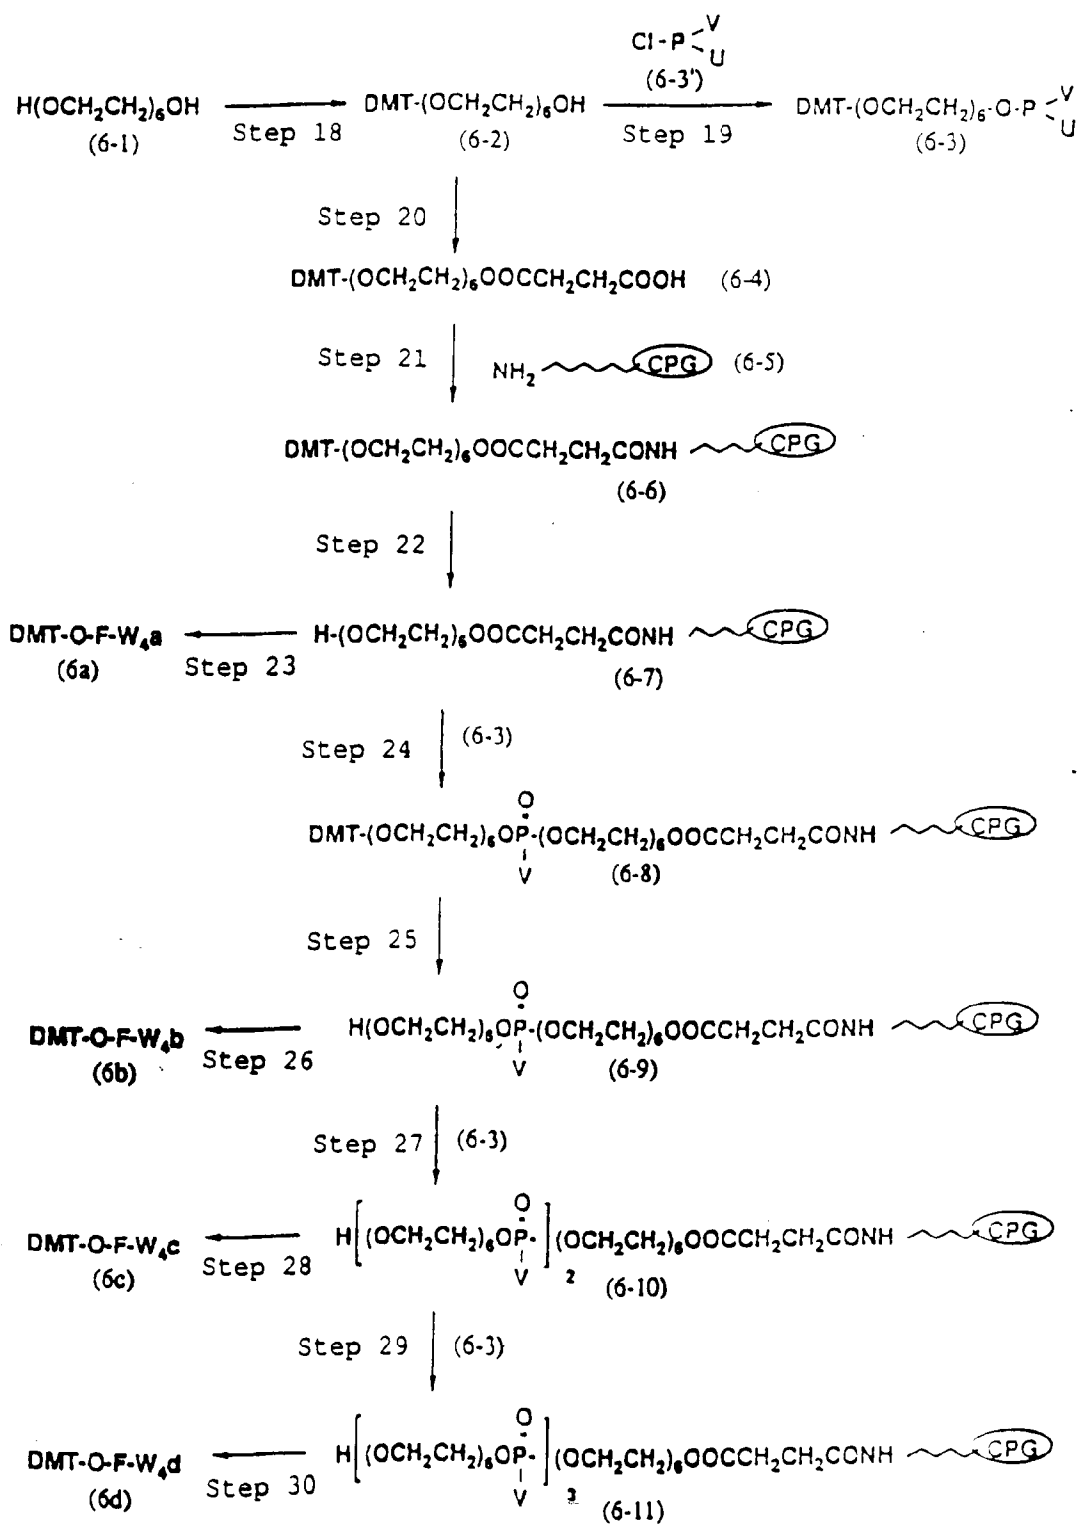 Cl-P V U
(6-3')
H(OCH2CH2)6OH
(6-1)
Step 18
DMT-(OCH2CH2)6OH
(6-2)
Step 19
DMT-(OCH2CH2)6-O-P V U
(6-3)
Step 20
DMT-(OCH2CH2)6OOCCH2CH2COOH (6-4)
Step 21
NH2 CPG (6-5)
DMT-(OCH2CH2)6OOCCH2CH2CONH CPG
(6-6)
Step 22
DMT-O-F-W4a
(6a)
Step 23
H-(OCH2CH2)6OOCCH2CH2CONH CPG
(6-7)
Step 24 (6-3)
O
DMT-(OCH2CH2)6OP-(OCH2CH2)6OOCCH2CH2CONH CPG
V (6-8)
Step 25
O
DMT-O-F-W4b
(6b)
Step 26
H(OCH2CH2)6OP-(OCH2CH2)6OOCCH2CH2CONH CPG
V (6-9)
Step 27 (6-3)
O
DMT-O-F-W4c
(6c)
Step 28
H[(OCH2CH2)6OP-]2(OCH2CH2)6OOCCH2CH2CONH CPG
V (6-10)
Step 29 (6-3)
O
DMT-O-F-W4d
(6d)
Step 30
H[(OCH2CH2)6OP-]3(OCH2CH2)6OOCCH2CH2CONH CPG
V (6-11)